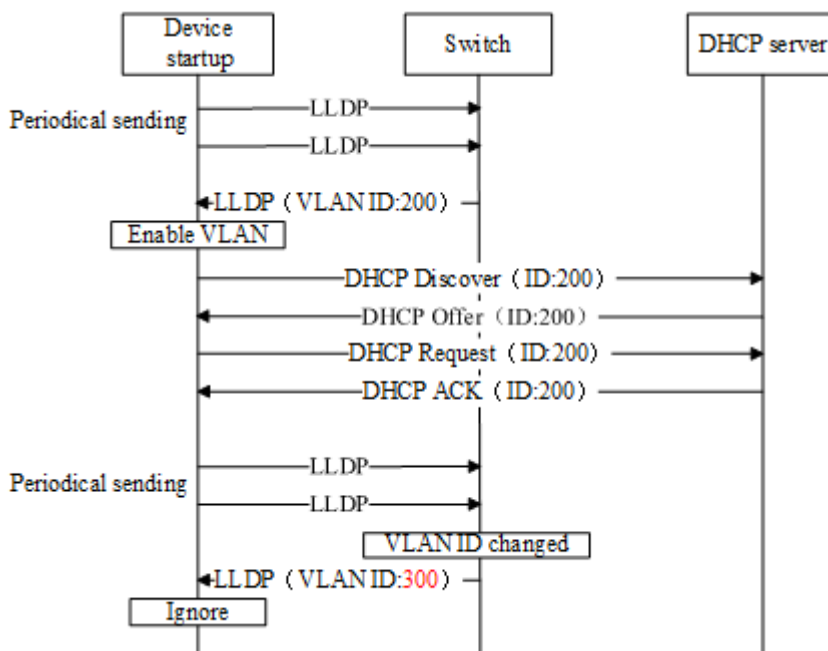 Device
startup
Switch
DHCP server
Periodical sending
LLDP
LLDP
LLDP（VLAN ID:200）
Enable VLAN
DHCP Discover（ID:200）
DHCP Offer（ID:200）
DHCP Request（ID:200）
DHCP ACK（ID:200）
Periodical sending
LLDP
LLDP
VLAN ID changed
LLDP（VLAN ID:300）
Ignore